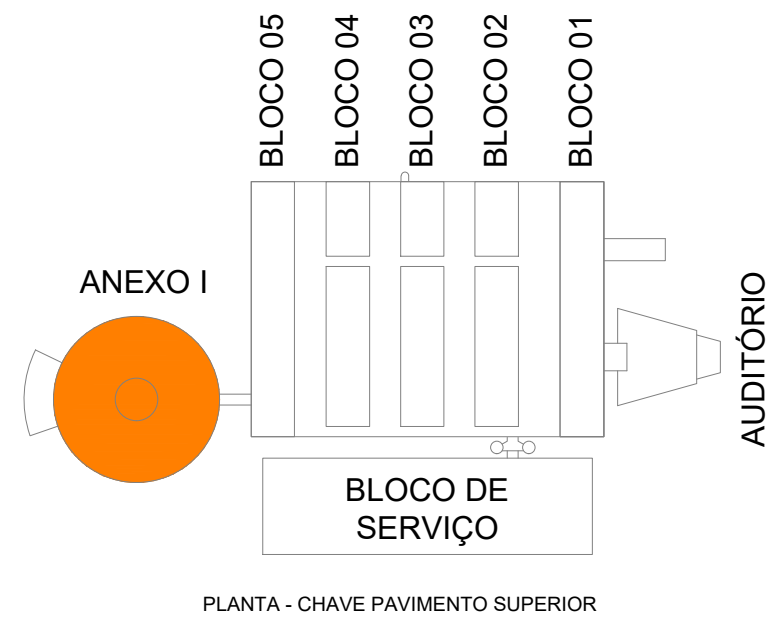 BLOCO 05
BLOCO 04
BLOCO 03
BLOCO 02
BLOCO 01
ANEXO I
AUDITÓRIO
BLOCO DE
SERVIÇO
PLANTA - CHAVE PAVIMENTO SUPERIOR